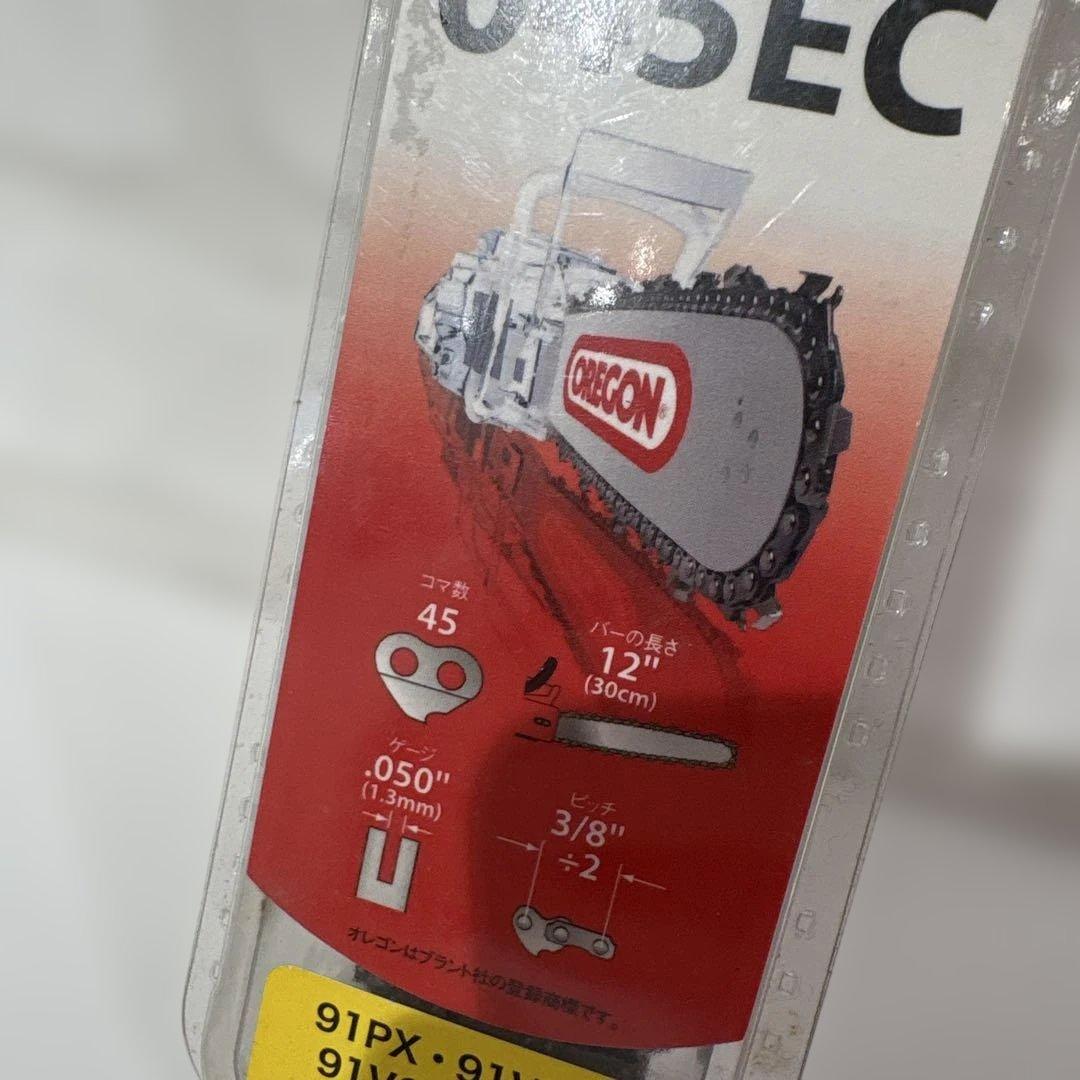 OREGON
コマ数
45
バーの長さ
12"
(30cm)
ゲージ
.050"
(1.3mm)
ピッチ
3/8"
÷2
オレゴンはブラント社の登録商標です。
91PX・91